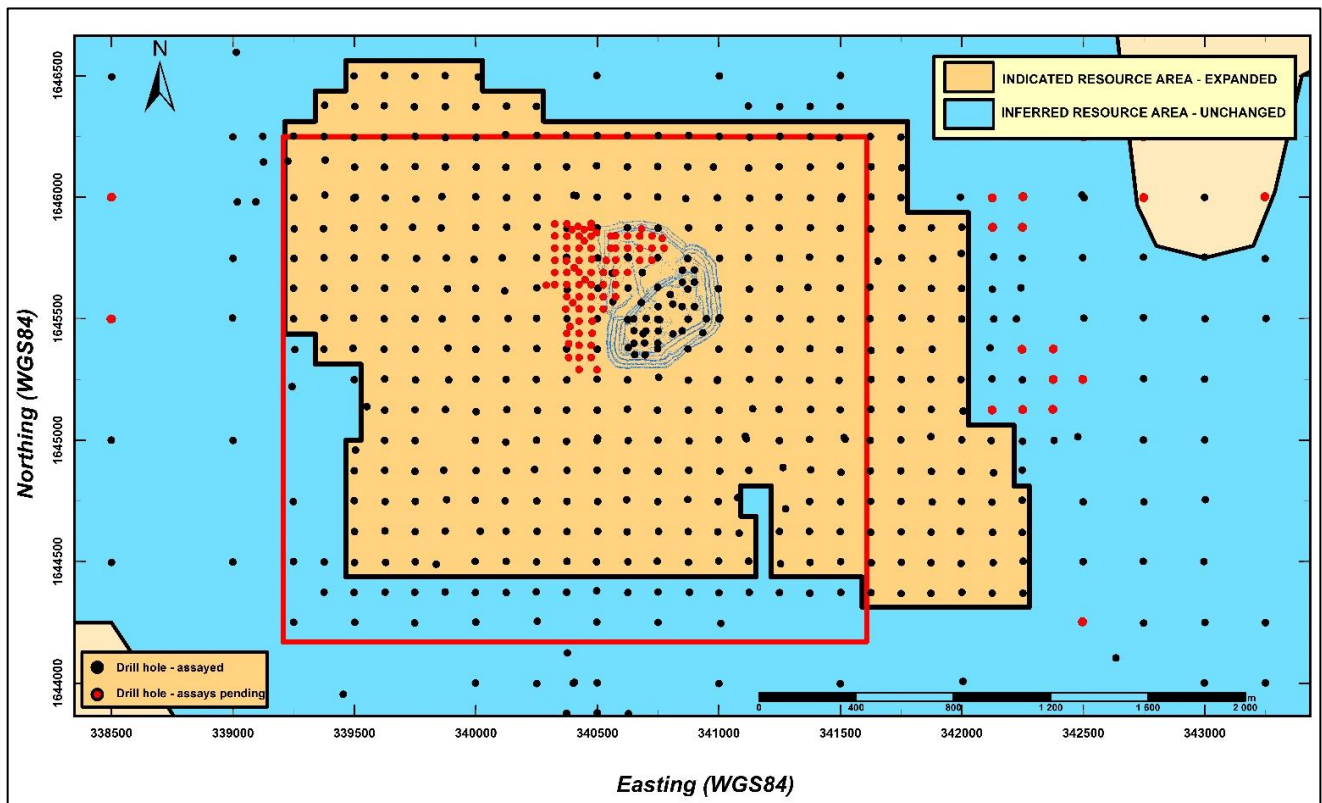 N
INDICATED RESOURCE AREA - EXPANDED
INFERRED RESOURCE AREA - UNCHANGED
1646500
1646000
1645500
1645000
1644500
1644000
Northing (WGS84)
Drill hole - assayed
Drill hole - assays pending
m
0 400 800 1 200 1 600 2 000
338500 339000 339500 340000 340500 341000 341500 342000 342500 343000
Easting (WGS84)